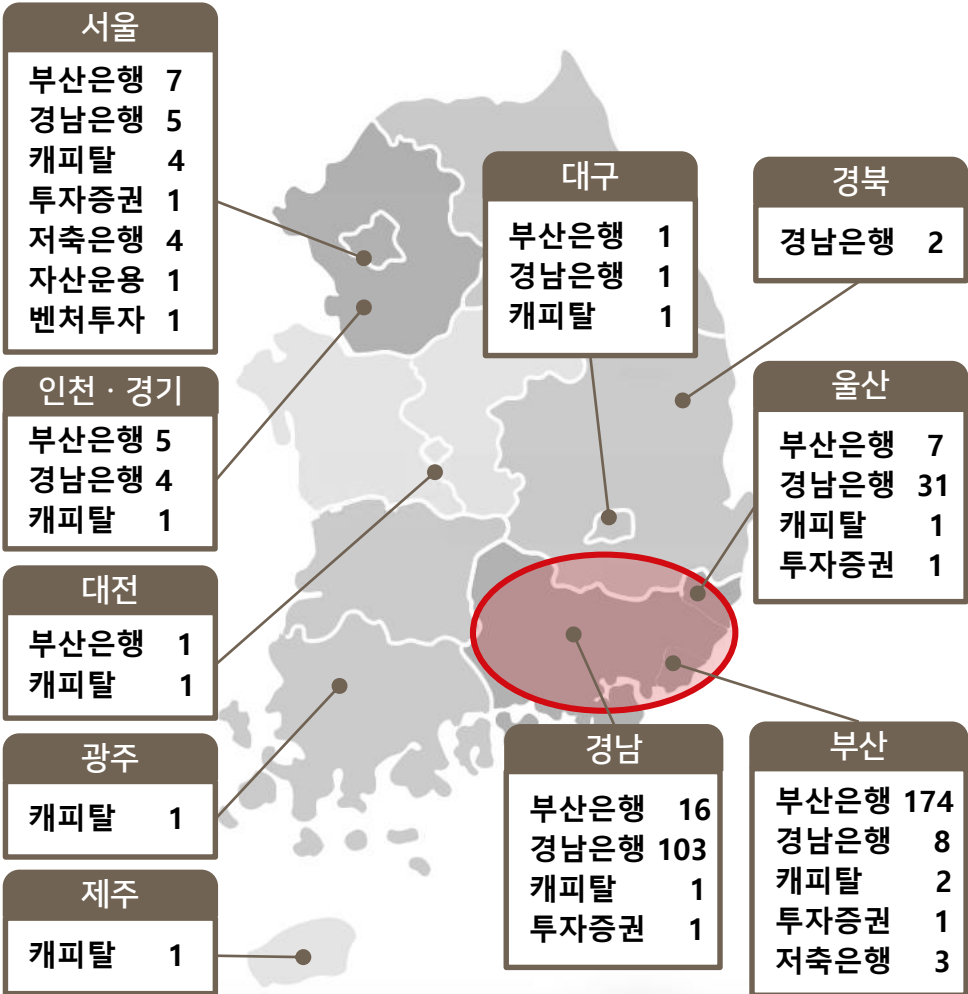 서울
부산은행 7
경남은행 5
캐피탈 4
투자증권 1
저축은행 4
자산운용 1
벤처투자 1
인천 · 경기
부산은행 5
경남은행 4
캐피탈 1
대전
부산은행 1
캐피탈 1
광주
캐피탈 1
제주
캐피탈 1
대구
부산은행 1
경남은행 1
캐피탈 1
경북
경남은행 2
울산
부산은행 7
경남은행 31
캐피탈 1
투자증권 1
경남
부산은행 16
경남은행 103
캐피탈 1
투자증권 1
부산
부산은행 174
경남은행 8
캐피탈 2
투자증권 1
저축은행 3